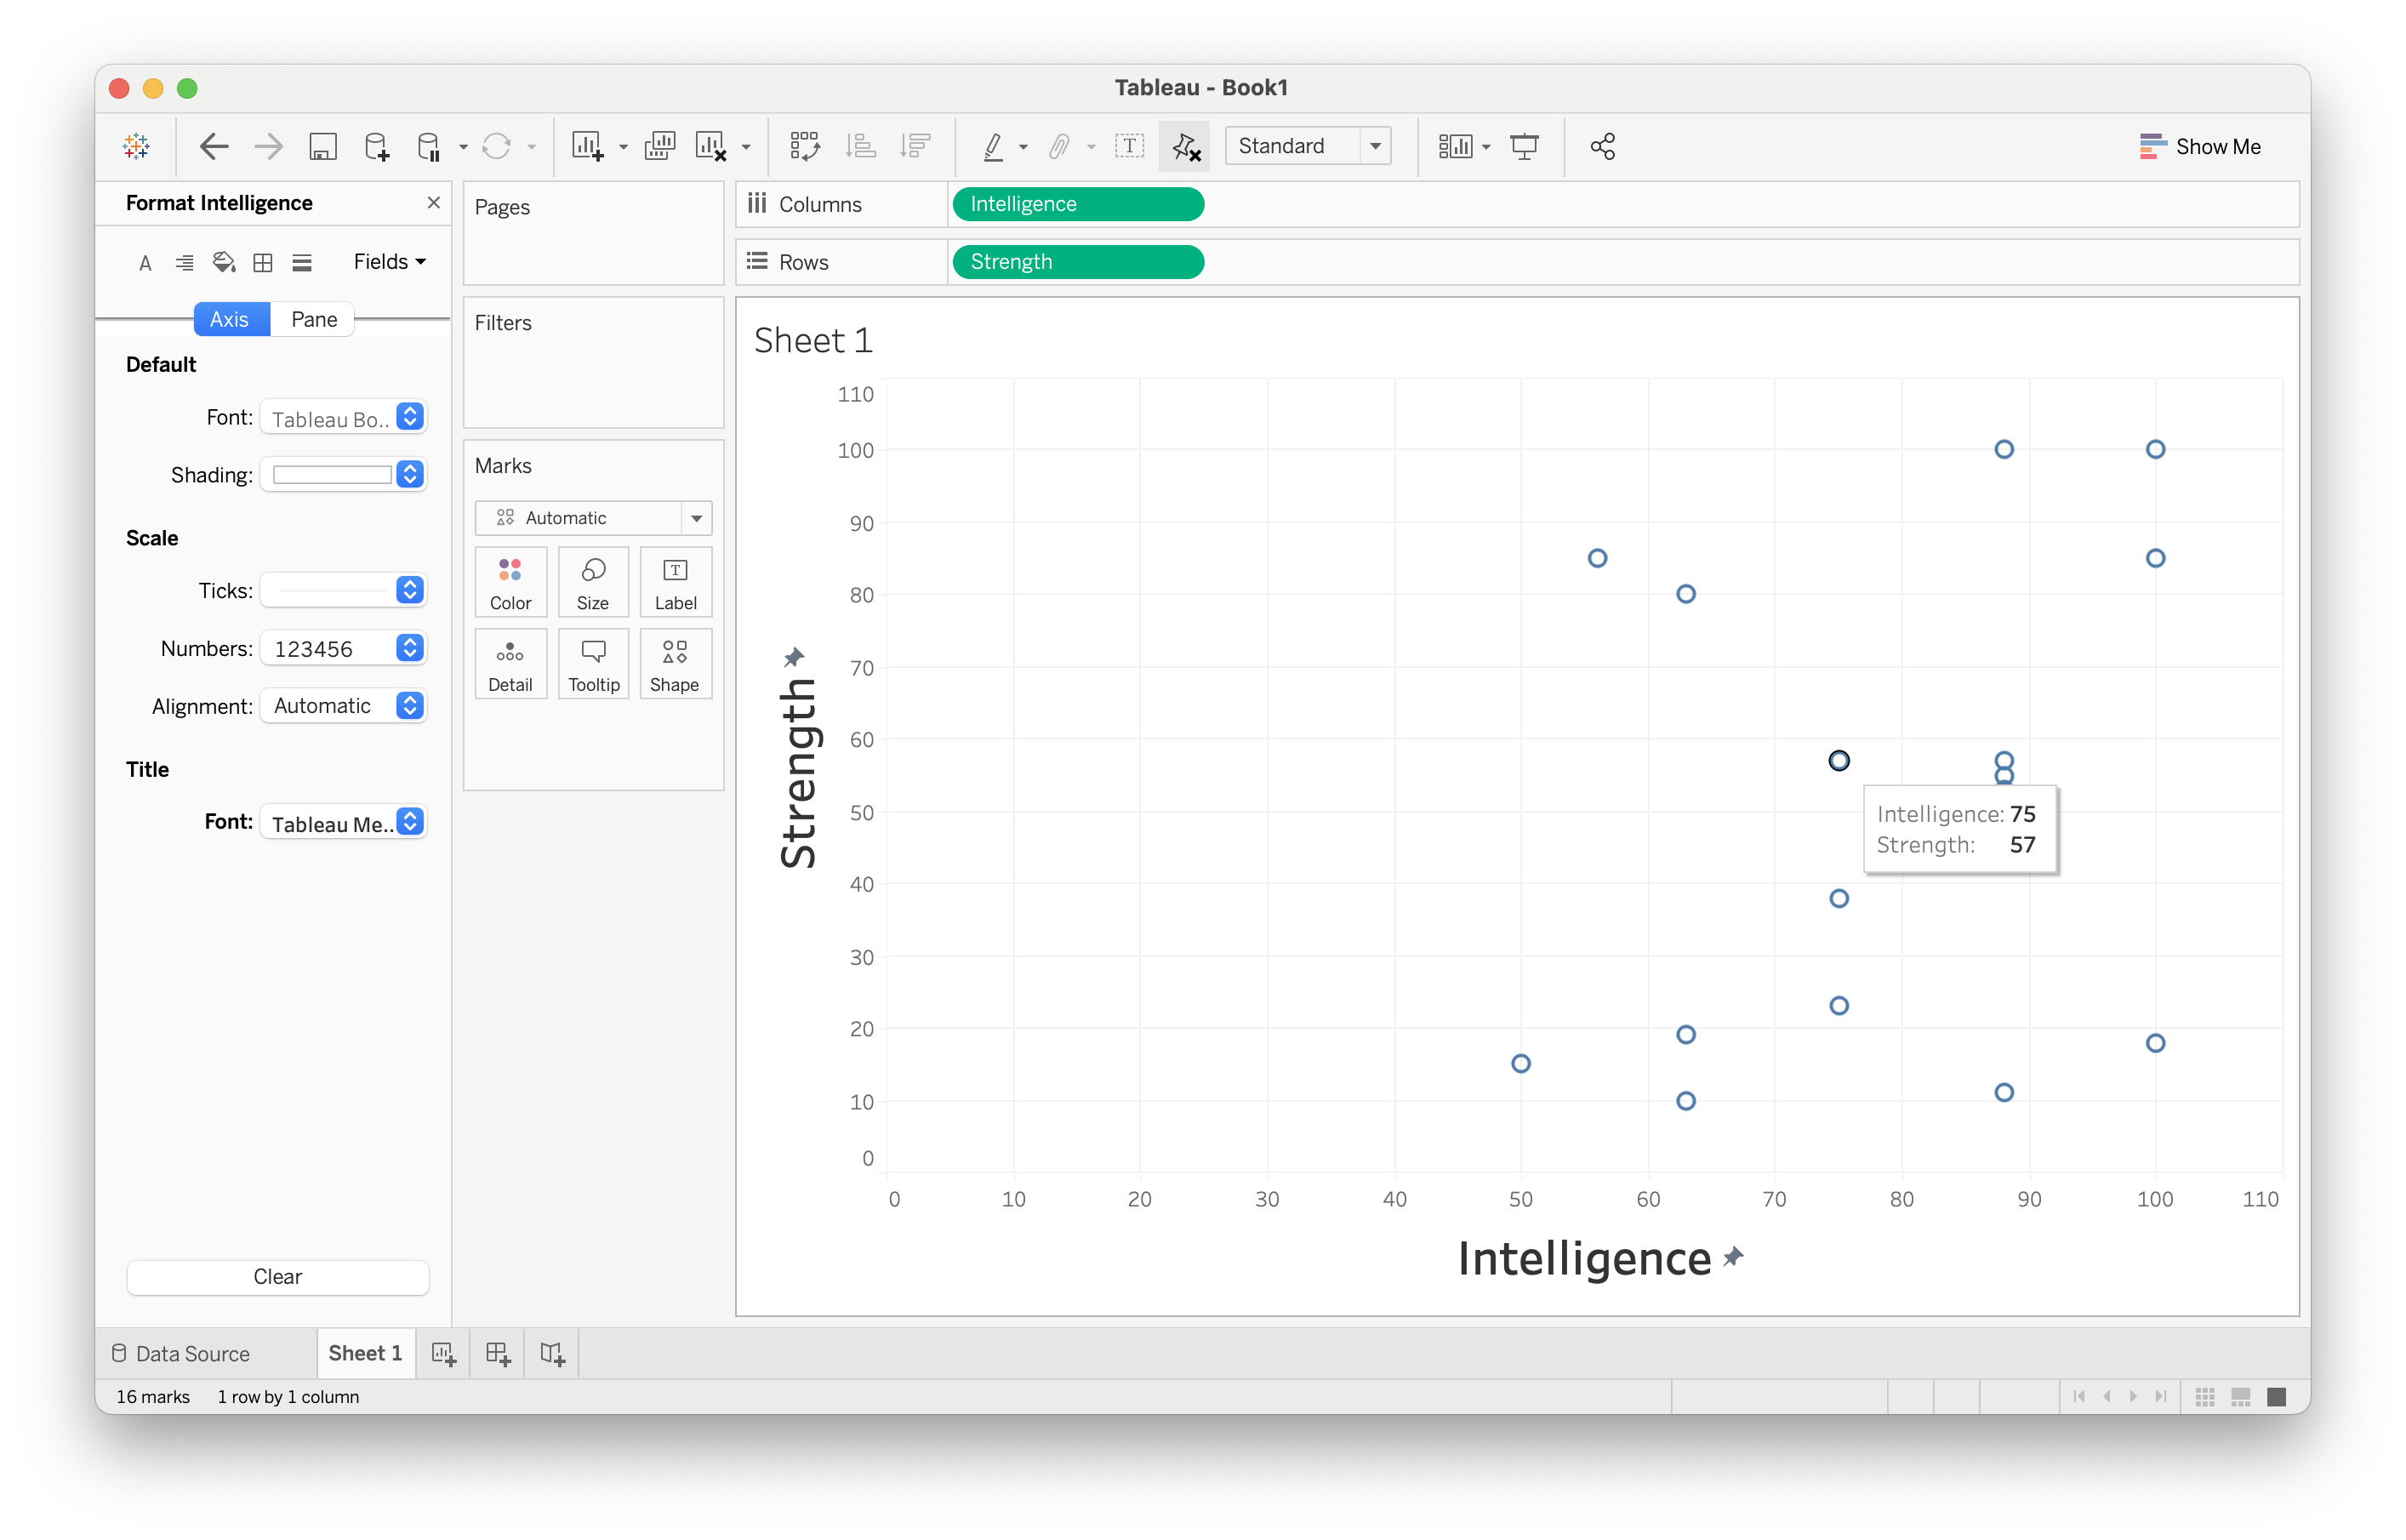 Tableau - Book1
Standard
Show Me
Format Intelligence
Fields
Axis
Pane
Default
Font: Tableau Bo..
Shading:
Scale
Ticks:
Numbers: 123456
Alignment: Automatic
Title
Font: Tableau Me..
Clear
Pages
Filters
Marks
Automatic
Color
Size
Label
Detail
Tooltip
Shape
Columns
Intelligence
Rows
Strength
Sheet 1
110
100
90
80
70
60
50
40
30
20
10
0
Strength
Intelligence: 75
Strength: 57
0 10 20 30 40 50 60 70 80 90 100 110
Intelligence
Data Source
Sheet 1
16 marks 1 row by 1 column